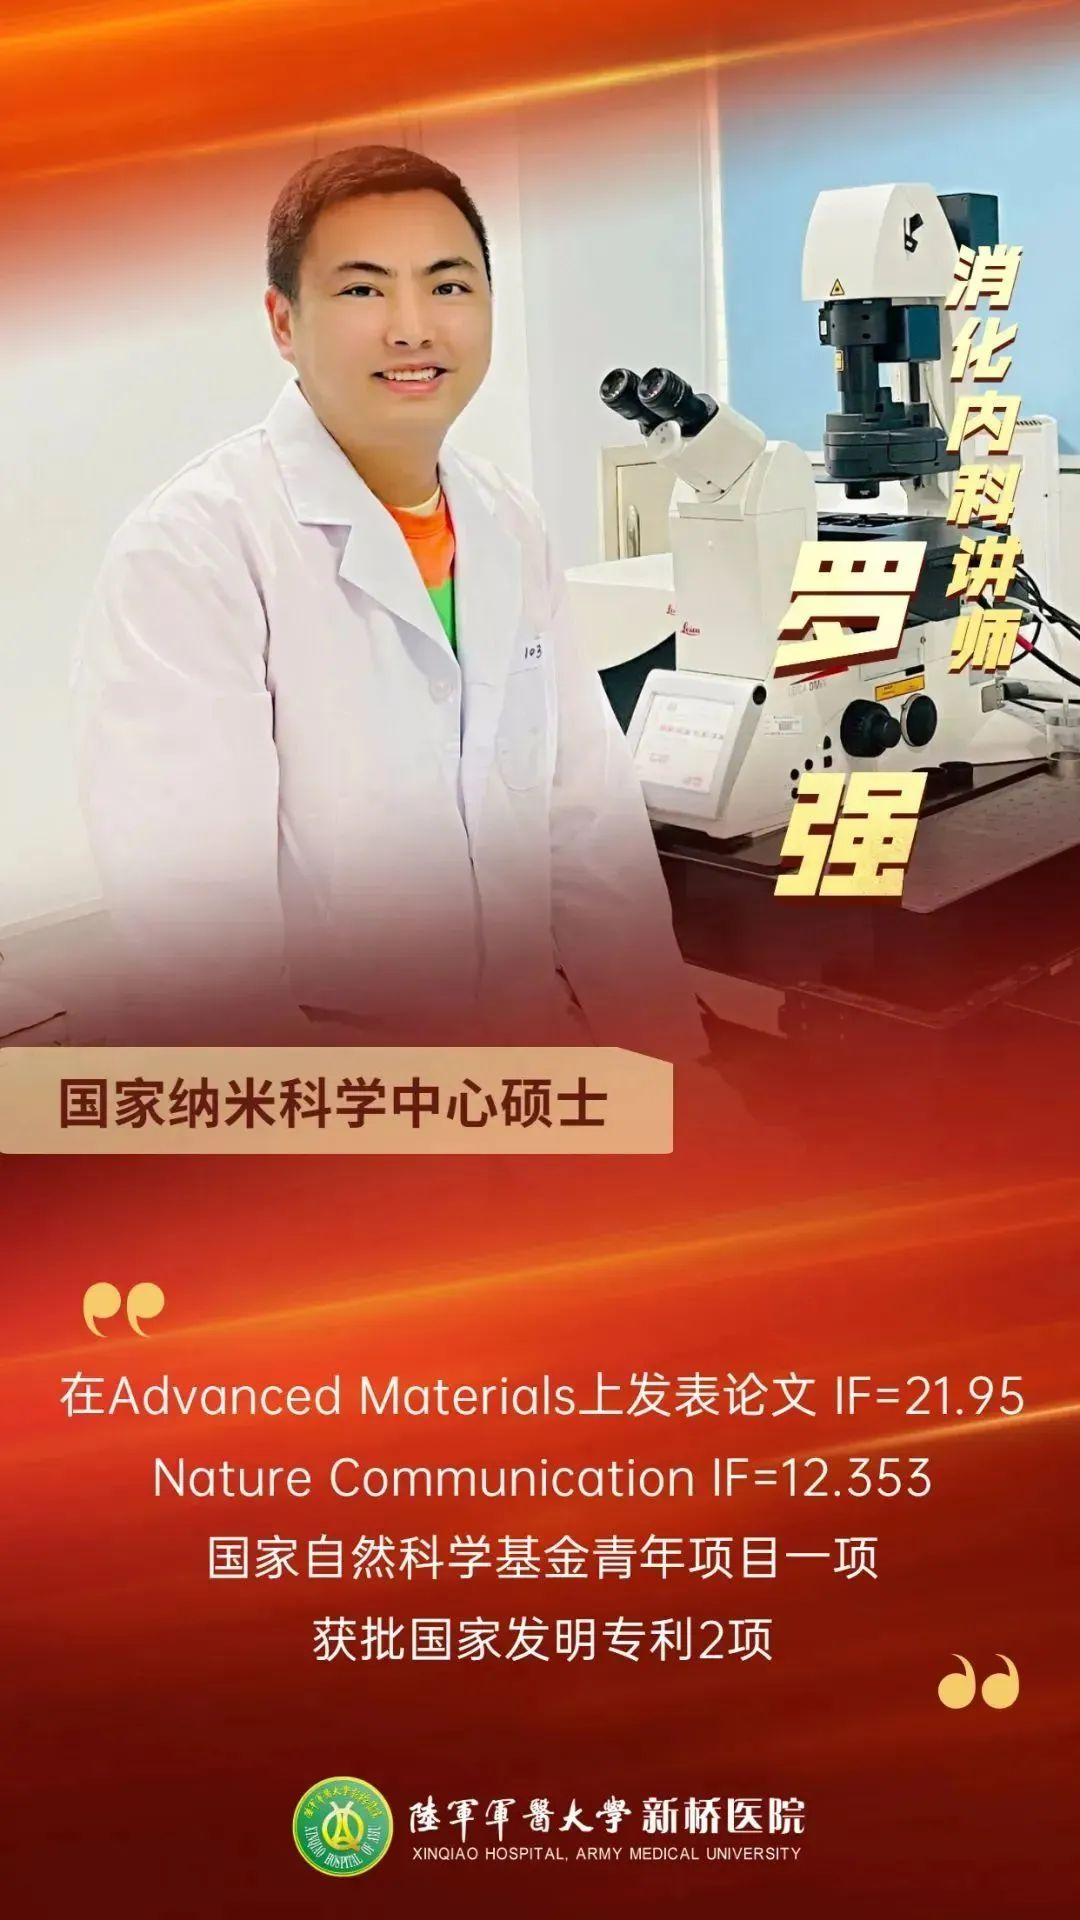 消化内科讲师
罗强
103
Leica
国家纳米科学中心硕士
在Advanced Materials上发表论文 IF=21.95
Nature Communication IF=12.353
国家自然科学基金青年项目一项
获批国家发明专利2项
陸軍軍醫大學新桥医院
XINQIAO HOSPITAL, ARMY MEDICAL UNIVERSITY